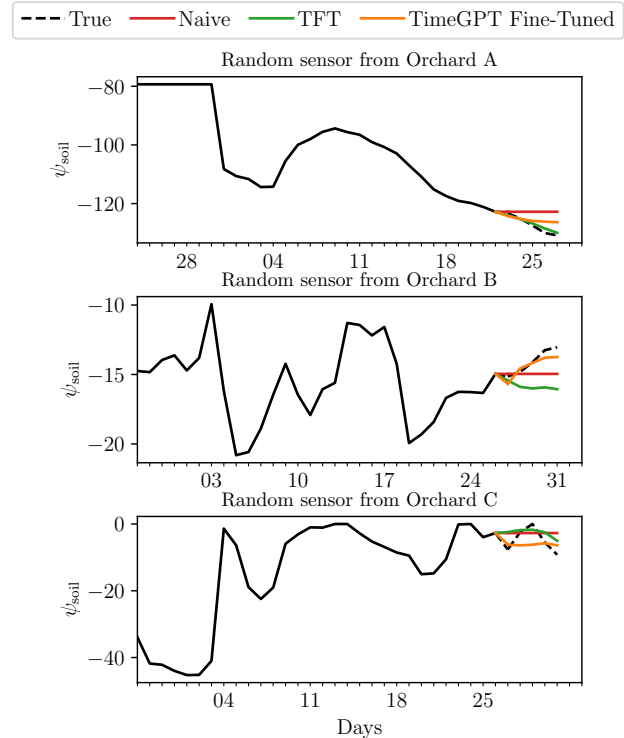 True Naive TFT TimeGPT Fine-Tuned
Random sensor from Orchard A
−80
−100
−120
ψsoil
28 04 11 18 25
Random sensor from Orchard B
−10
−15
−20
ψsoil
03 10 17 24 31
Random sensor from Orchard C
0
−20
−40
ψsoil
04 11 18 25
Days